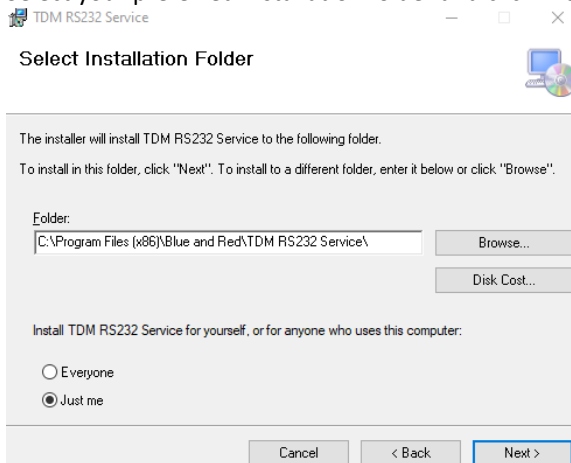 TDM RS232 Service
Select Installation Folder
The installer will install TDM RS232 Service to the following folder.
To install in this folder, click "Next". To install to a different folder, enter it below or click "Browse".
Folder:
C:\Program Files (x86)\Blue and Red\TDM RS232 Service\
Browse...
Disk Cost...
Install TDM RS232 Service for yourself, or for anyone who uses this computer:
Everyone
Just me
Cancel
< Back
Next >